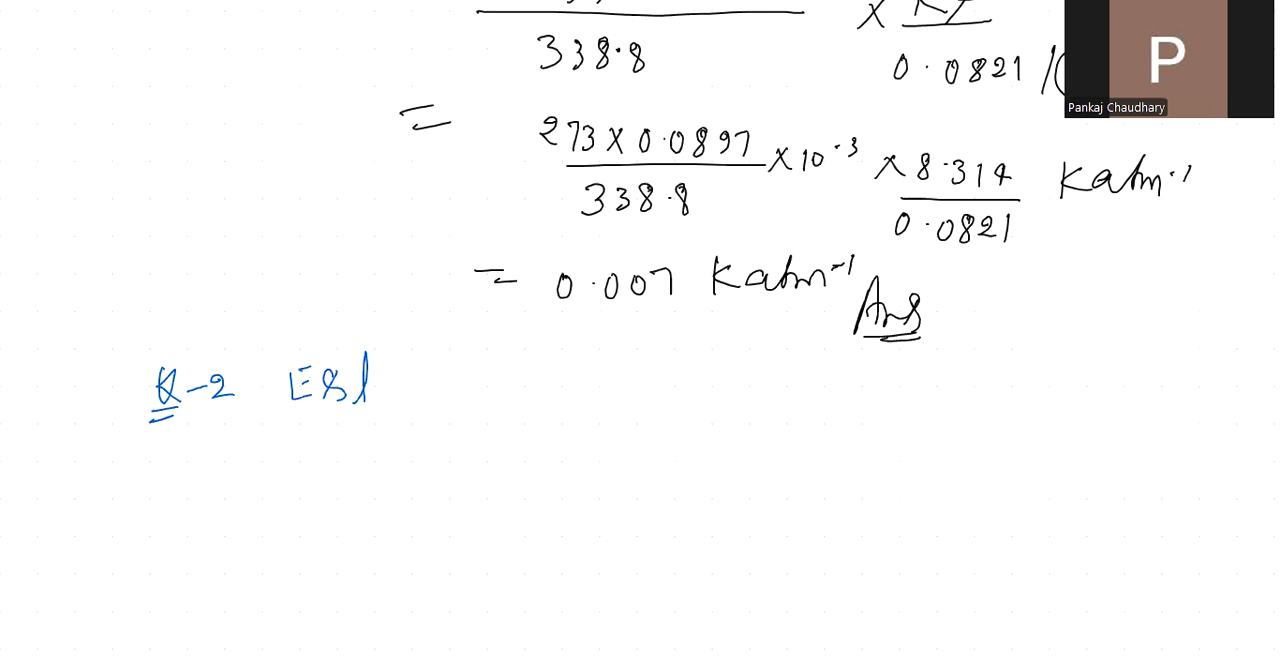 338.8
0.0821
P
Pankaj Chaudhary
= 273 X 0.0897 / 338.8 X 10-3 X 8.314 / 0.0821 Katm-1
= 0.007 Katm-1
Ans
Q-2 ESt